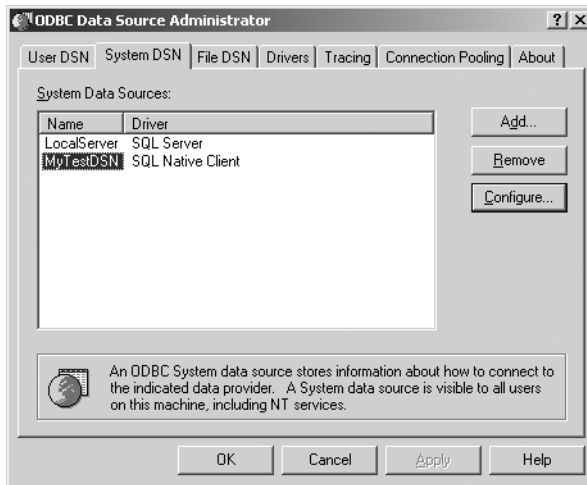 ODBC Data Source Administrator
User DSN System DSN File DSN Drivers Tracing Connection Pooling About
System Data Sources:
Name Driver
LocalServer SQL Server
MyTestDSN SQL Native Client
Add...
Remove
Configure...
An ODBC System data source stores information about how to connect to
the indicated data provider. A System data source is visible to all users
on this machine, including NT services.
OK Cancel Apply Help